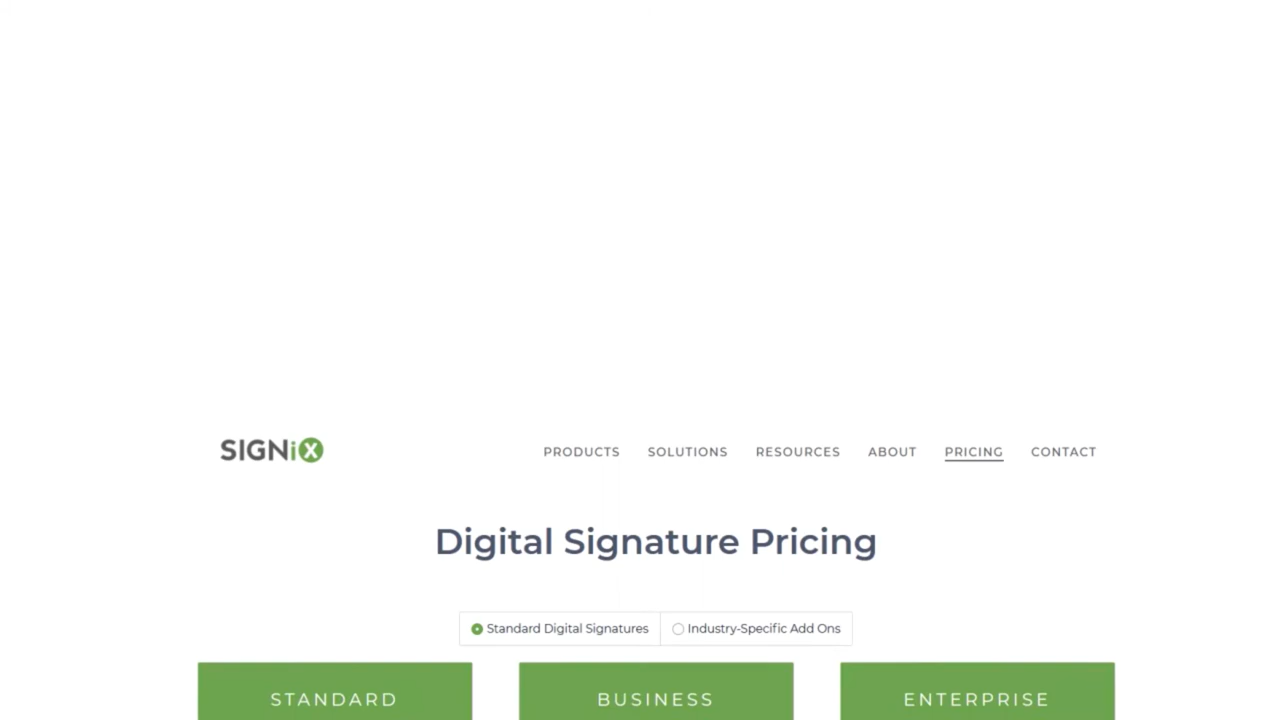 SIGNiX
PRODUCTS SOLUTIONS RESOURCES ABOUT PRICING CONTACT
Digital Signature Pricing
Standard Digital Signatures Industry-Specific Add Ons
STANDARD BUSINESS ENTERPRISE